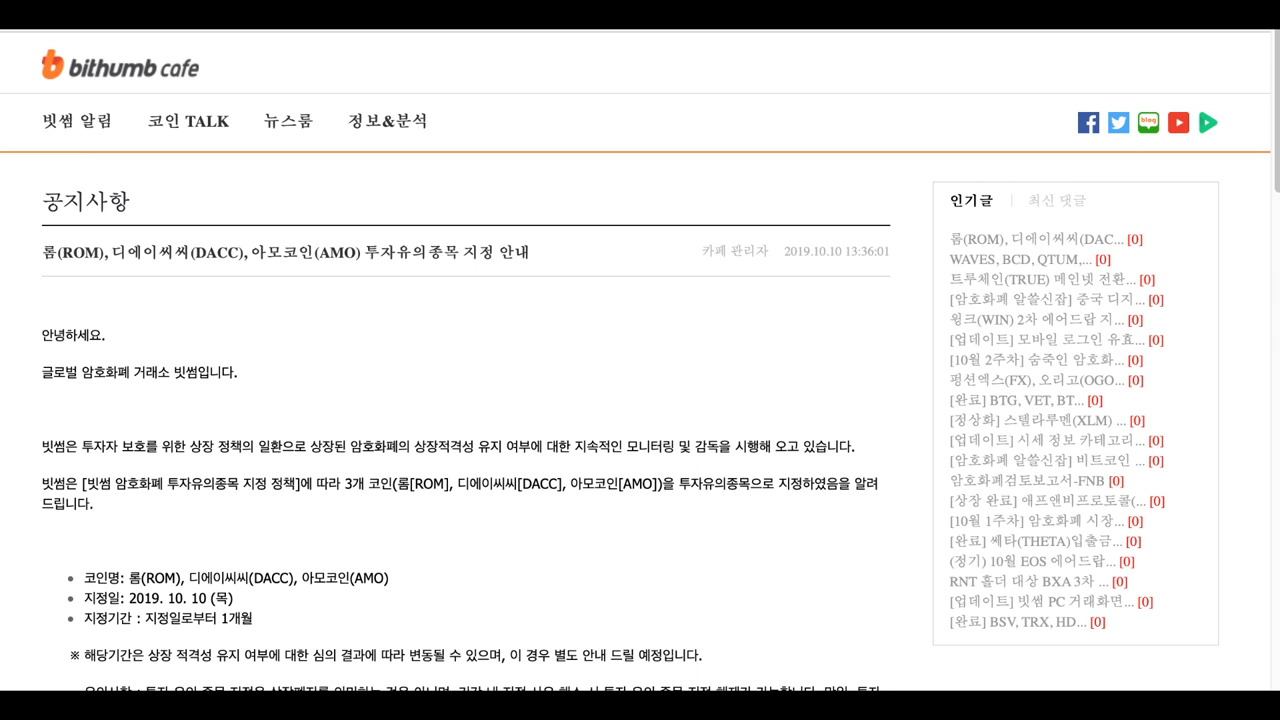 bithumb cafe
빗썸 알림 코인 TALK 뉴스룸 정보&분석
blog
공지사항
롬(ROM), 디에이씨씨(DACC), 아모코인(AMO) 투자유의종목 지정 안내 카페 관리자 2019.10.10 13:36:01
안녕하세요.
글로벌 암호화폐 거래소 빗썸입니다.
빗썸은 투자자 보호를 위한 상장 정책의 일환으로 상장된 암호화폐의 상장적격성 유지 여부에 대한 지속적인 모니터링 및 감독을 시행해 오고 있습니다.
빗썸은 [빗썸 암호화폐 투자유의종목 지정 정책]에 따라 3개 코인(롬[ROM], 디에이씨씨[DACC], 아모코인[AMO])을 투자유의종목으로 지정하였음을 알려
드립니다.
코인명: 롬(ROM), 디에이씨씨(DACC), 아모코인(AMO)
지정일: 2019. 10. 10 (목)
지정기간 : 지정일로부터 1개월
※ 해당기간은 상장 적격성 유지 여부에 대한 심의 결과에 따라 변동될 수 있으며, 이 경우 별도 안내 드릴 예정입니다.
인기글 최신 댓글
롬(ROM), 디에이씨씨(DAC... [0]
WAVES, BCD, QTUM,... [0]
트루체인(TRUE) 메인넷 전환... [0]
[암호화폐 알쓸신잡] 중국 디지... [0]
윙크(WIN) 2차 에어드랍 지... [0]
[업데이트] 모바일 로그인 유효... [0]
[10월 2주차] 숨죽인 암호화... [0]
펑션엑스(FX), 오리고(OGO... [0]
[완료] BTG, VET, BT... [0]
[정상화] 스텔라루멘(XLM) ... [0]
[업데이트] 시세 정보 카테고리... [0]
[암호화폐 알쓸신잡] 비트코인 ... [0]
암호화폐검토보고서-FNB [0]
[상장 완료] 애프앤비프로토콜(... [0]
[10월 1주차] 암호화폐 시장... [0]
[완료] 쎄타(THETA)입출금... [0]
(정기) 10월 EOS 에어드랍... [0]
RNT 홀더 대상 BXA 3차 ... [0]
[업데이트] 빗썸 PC 거래화면... [0]
[완료] BSV, TRX, HD... [0]